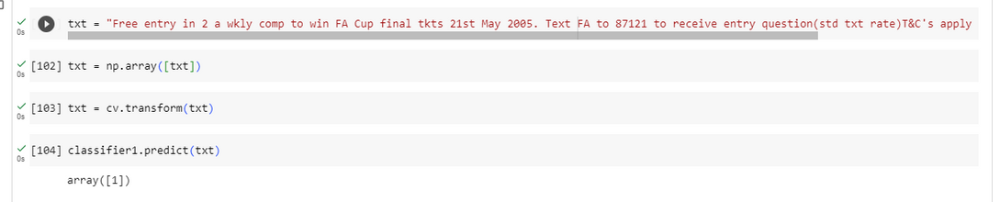 0s txt = "Free entry in 2 a wkly comp to win FA Cup final tkts 21st May 2005. Text FA to 87121 to receive entry question(std txt rate)T&C's apply
0s [102] txt = np.array([txt])
0s [103] txt = cv.transform(txt)
0s [104] classifier1.predict(txt)
array([1])